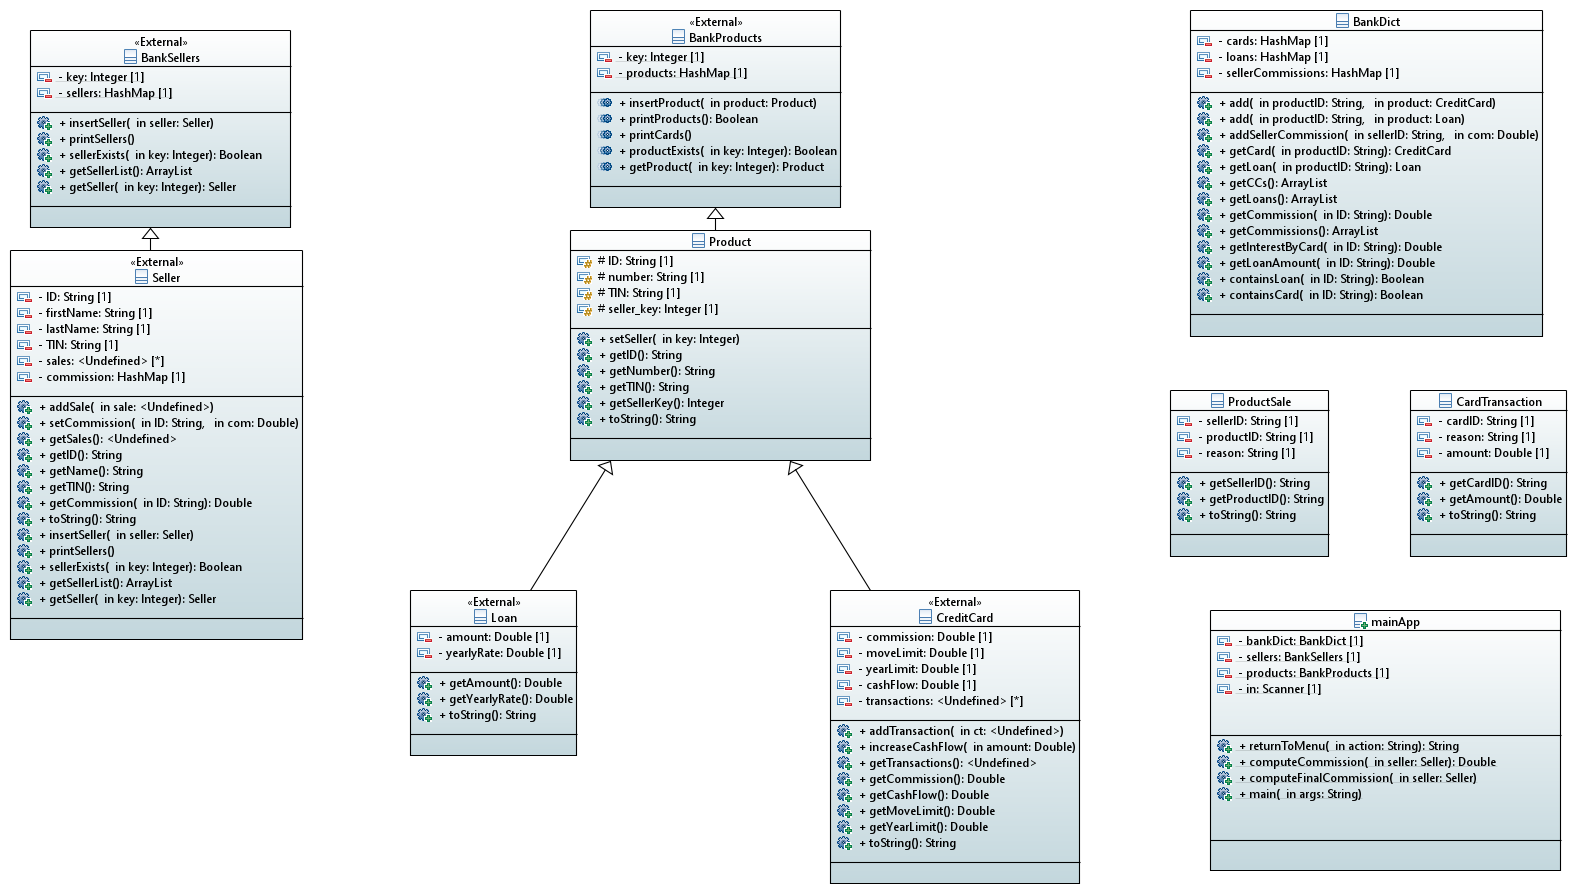 «External»
BankSellers
- key: Integer [1]
- sellers: HashMap [1]
+ insertSeller( in seller: Seller)
+ printSellers()
+ sellerExists( in key: Integer): Boolean
+ getSellerList(): ArrayList
+ getSeller( in key: Integer): Seller
«External»
Seller
- ID: String [1]
- firstName: String [1]
- lastName: String [1]
- TIN: String [1]
- sales: <Undefined> [*]
- commission: HashMap [1]
+ addSale( in sale: <Undefined>)
+ setCommission( in ID: String, in com: Double)
+ getSales(): <Undefined>
+ getID(): String
+ getName(): String
+ getTIN(): String
+ getCommission( in ID: String): Double
+ toString(): String
+ insertSeller( in seller: Seller)
+ printSellers()
+ sellerExists( in key: Integer): Boolean
+ getSellerList(): ArrayList
+ getSeller( in key: Integer): Seller
«External»
BankProducts
- key: Integer [1]
- products: HashMap [1]
+ insertProduct( in product: Product)
+ printProducts(): Boolean
+ printCards()
+ productExists( in key: Integer): Boolean
+ getProduct( in key: Integer): Product
Product
# ID: String [1]
# number: String [1]
# TIN: String [1]
# seller_key: Integer [1]
+ setSeller( in key: Integer)
+ getID(): String
+ getNumber(): String
+ getTIN(): String
+ getSellerKey(): Integer
+ toString(): String
«External»
Loan
- amount: Double [1]
- yearlyRate: Double [1]
+ getAmount(): Double
+ getYearlyRate(): Double
+ toString(): String
«External»
CreditCard
- commission: Double [1]
- moveLimit: Double [1]
- yearLimit: Double [1]
- cashFlow: Double [1]
- transactions: <Undefined> [*]
+ addTransaction( in ct: <Undefined>)
+ increaseCashFlow( in amount: Double)
+ getTransactions(): <Undefined>
+ getCommission(): Double
+ getCashFlow(): Double
+ getMoveLimit(): Double
+ getYearLimit(): Double
+ toString(): String
BankDict
- cards: HashMap [1]
- loans: HashMap [1]
- sellerCommissions: HashMap [1]
+ add( in productID: String, in product: CreditCard)
+ add( in productID: String, in product: Loan)
+ addSellerCommission( in sellerID: String, in com: Double)
+ getCard( in productID: String): CreditCard
+ getLoan( in productID: String): Loan
+ getCCs(): ArrayList
+ getLoans(): ArrayList
+ getCommission( in ID: String): Double
+ getCommissions(): ArrayList
+ getInterestByCard( in ID: String): Double
+ getLoanAmount( in ID: String): Double
+ containsLoan( in ID: String): Boolean
+ containsCard( in ID: String): Boolean
ProductSale
- sellerID: String [1]
- productID: String [1]
- reason: String [1]
+ getSellerID(): String
+ getProductID(): String
+ toString(): String
CardTransaction
- cardID: String [1]
- reason: String [1]
- amount: Double [1]
+ getCardID(): String
+ getAmount(): Double
+ toString(): String
mainApp
- bankDict: BankDict [1]
- sellers: BankSellers [1]
- products: BankProducts [1]
- in: Scanner [1]
+ returnToMenu( in action: String): String
+ computeCommission( in seller: Seller): Double
+ computeFinalCommission( in seller: Seller)
+ main( in args: String)